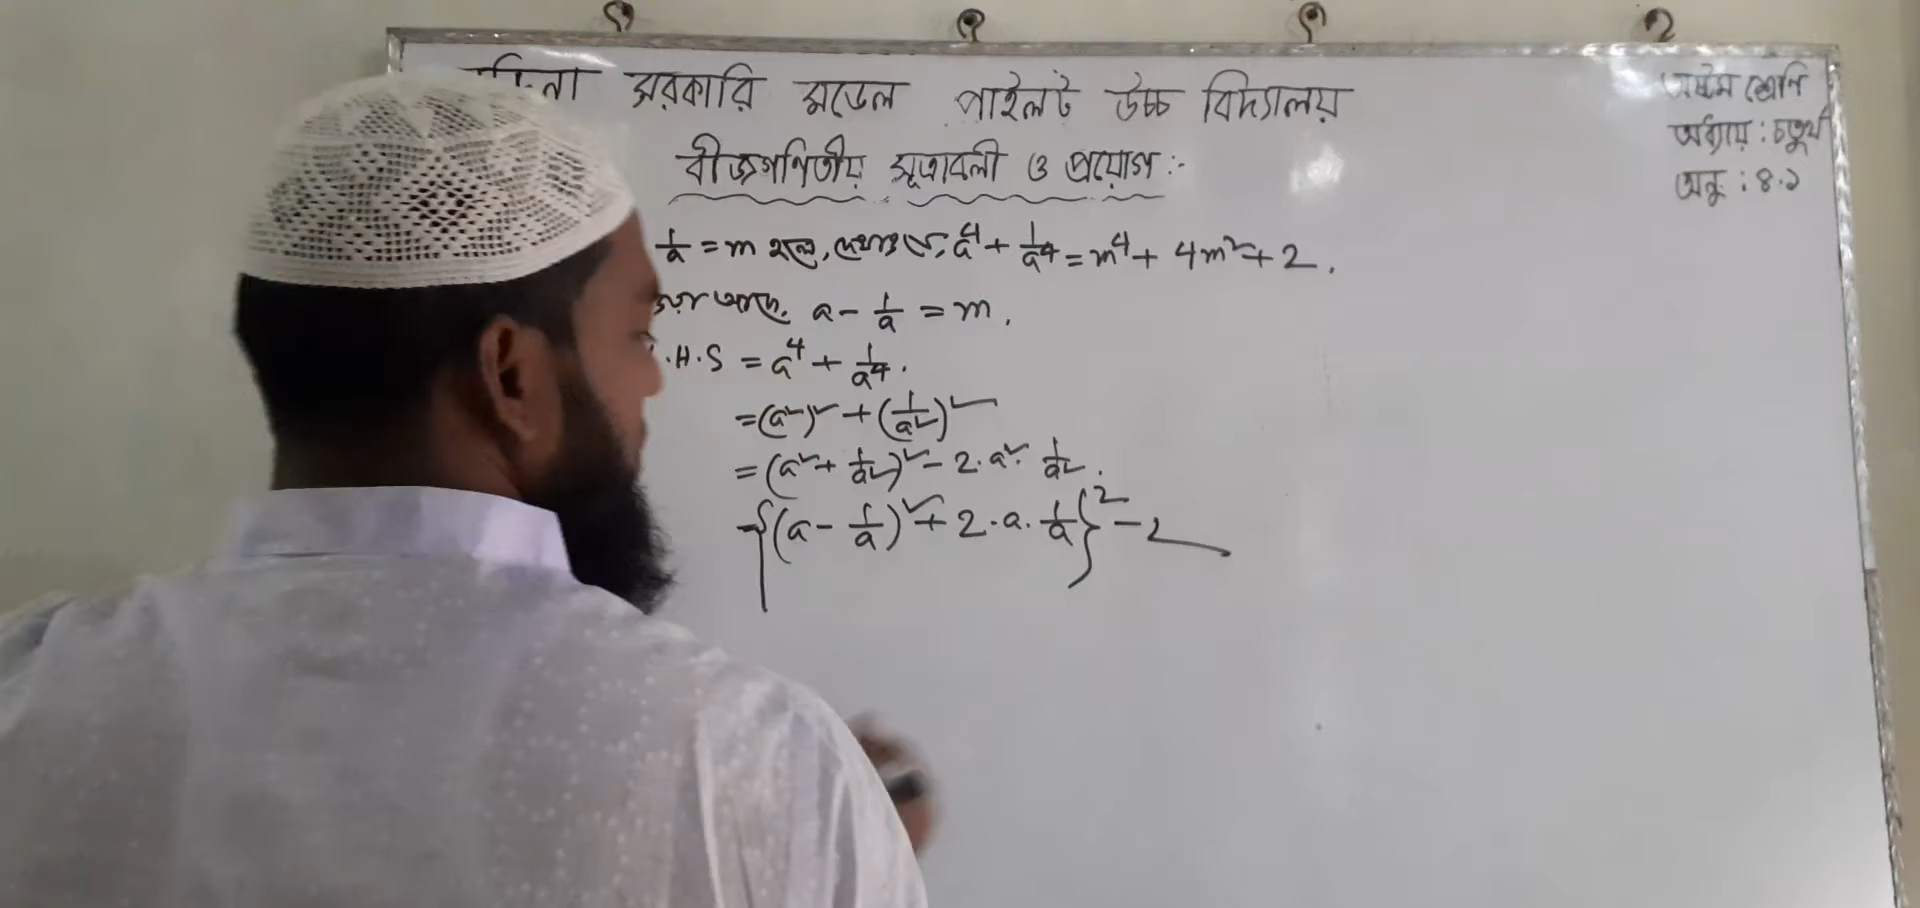 সরকারি মডেল পাইলট উচ্চ বিদ্যালয়
অষ্টম শ্রেণি
অধ্যায় : চতুর্থ
অনু : ৪.১
বীজগণিতীয় সূত্রাবলী ও প্রয়োগ :-
1/a = m হলে, দেখাও যে, a⁴ + 1/a⁴ = m⁴ + 4m² + 2.
আছে, a - 1/a = m.
.H.S = a⁴ + 1/a⁴.
= (a²)² + (1/a²)²
= (a² + 1/a²)² - 2. a². 1/a².
= {(a - 1/a)² + 2. a. 1/a}² - 2